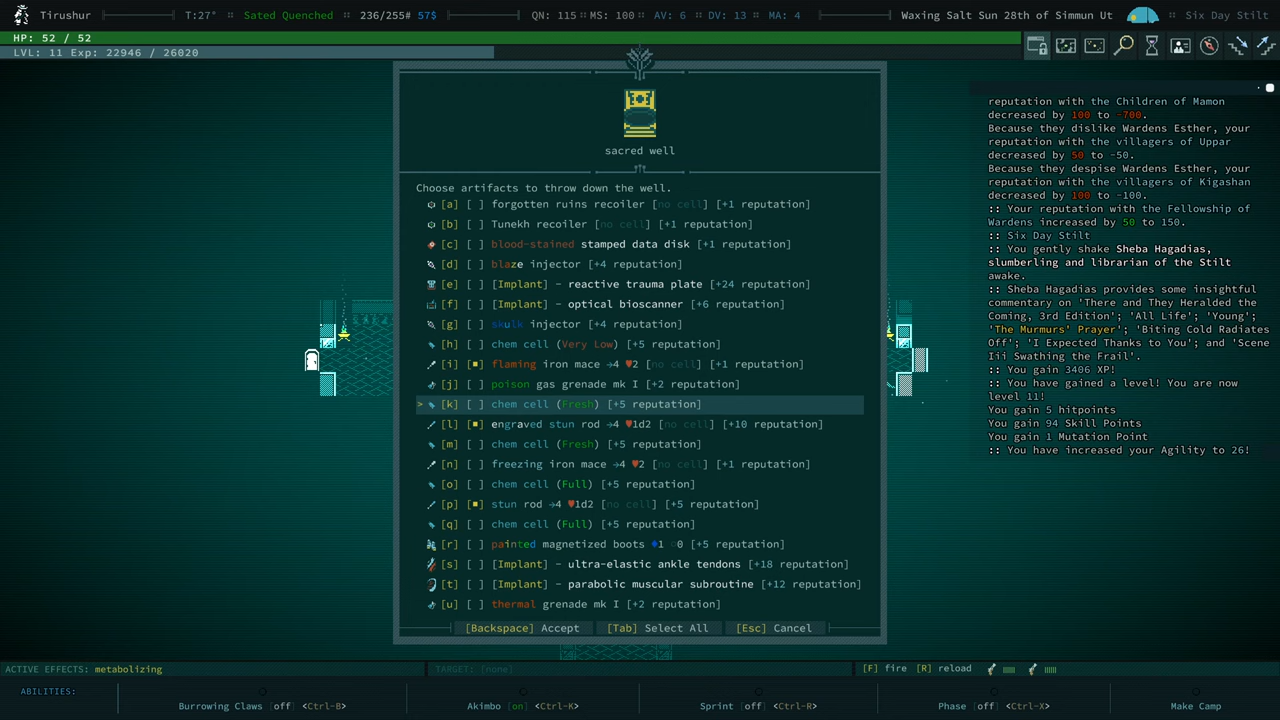 Tirushur T:27° :: Sated Quenched :: 236/255# 57$ QN: 115 :: MS: 100 :: AV: 6 :: DV: 13 :: MA: 4 Waxing Salt Sun 28th of Simmun Ut Six Day Stilt
HP: 52 / 52
LVL: 11 Exp: 22946 / 26020
sacred well
Choose artifacts to throw down the well.
[a] [ ] forgotten ruins recoiler [no cell] [+1 reputation]
[b] [ ] Tunekh recoiler [no cell] [+1 reputation]
[c] [ ] blood-stained stamped data disk [+1 reputation]
[d] [ ] blaze injector [+4 reputation]
[e] [ ] [Implant] - reactive trauma plate [+24 reputation]
[f] [ ] [Implant] - optical bioscanner [+6 reputation]
[g] [ ] skulk injector [+4 reputation]
[h] [ ] chem cell (Very Low) [+5 reputation]
[i] [■] flaming iron mace →4 ♥2 [no cell] [+1 reputation]
[j] [ ] poison gas grenade mk I [+2 reputation]
> [k] [ ] chem cell (Fresh) [+5 reputation]
[l] [■] engraved stun rod →4 ♥1d2 [no cell] [+10 reputation]
[m] [ ] chem cell (Fresh) [+5 reputation]
[n] [ ] freezing iron mace →4 ♥2 [no cell] [+1 reputation]
[o] [ ] chem cell (Full) [+5 reputation]
[p] [■] stun rod →4 ♥1d2 [no cell] [+5 reputation]
[q] [ ] chem cell (Full) [+5 reputation]
[r] [ ] painted magnetized boots ◆1 ○0 [+5 reputation]
[s] [ ] [Implant] - ultra-elastic ankle tendons [+18 reputation]
[t] [ ] [Implant] - parabolic muscular subroutine [+12 reputation]
[u] [ ] thermal grenade mk I [+2 reputation]
[Backspace] Accept [Tab] Select All [Esc] Cancel
reputation with the Children of Mamon
decreased by 100 to -700.
Because they dislike Wardens Esther, your
reputation with the villagers of Uppar
decreased by 50 to -50.
Because they despise Wardens Esther, your
reputation with the villagers of Kigashan
decreased by 100 to -100.
:: Your reputation with the Fellowship of
Wardens increased by 50 to 150.
:: Six Day Stilt
:: You gently shake Sheba Hagadias,
slumberling and librarian of the Stilt
awake.
:: Sheba Hagadias provides some insightful
commentary on 'There and They Heralded the
Coming, 3rd Edition'; 'All Life'; 'Young';
'The Murmurs' Prayer'; 'Biting Cold Radiates
Off'; 'I Expected Thanks to You'; and 'Scene
Iii Swathing the Frail'.
:: You gain 3406 XP!
:: You have gained a level! You are now
level 11!
You gain 5 hitpoints
You gain 94 Skill Points
You gain 1 Mutation Point
:: You have increased your Agility to 26!
ACTIVE EFFECTS: metabolizing TARGET: [none] [F] fire [R] reload
ABILITIES: Burrowing Claws [off] <Ctrl-B> Akimbo [on] <Ctrl-K> Sprint [off] <Ctrl-R> Phase [off] <Ctrl-X> Make Camp